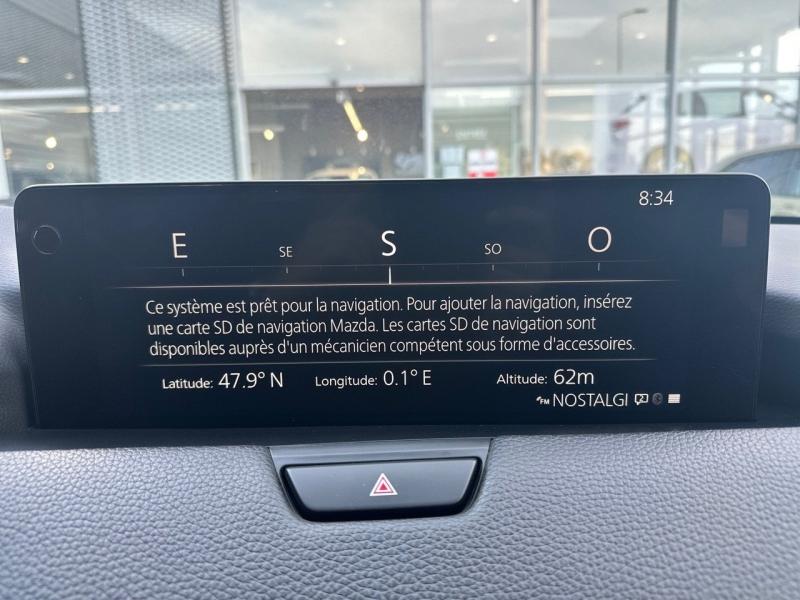 8:34
E SE S SO O
Ce système est prêt pour la navigation. Pour ajouter la navigation, insérez
une carte SD de navigation Mazda. Les cartes SD de navigation sont
disponibles auprès d'un mécanicien compétent sous forme d'accessoires.
Latitude: 47.9° N Longitude: 0.1° E Altitude: 62m
FM NOSTALGI